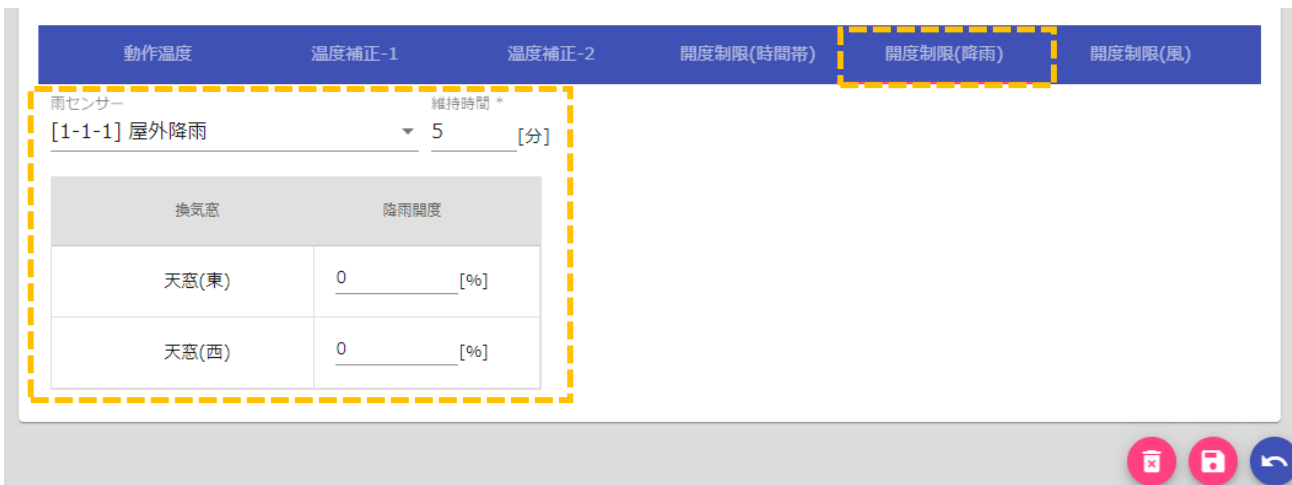 動作温度 温度補正-1 温度補正-2 開度制限(時間帯) 開度制限(降雨) 開度制限(風)
雨センサー 維持時間 *
[1-1-1] 屋外降雨 5 [分]
換気窓 降雨開度
天窓(東) 0 [%]
天窓(西) 0 [%]